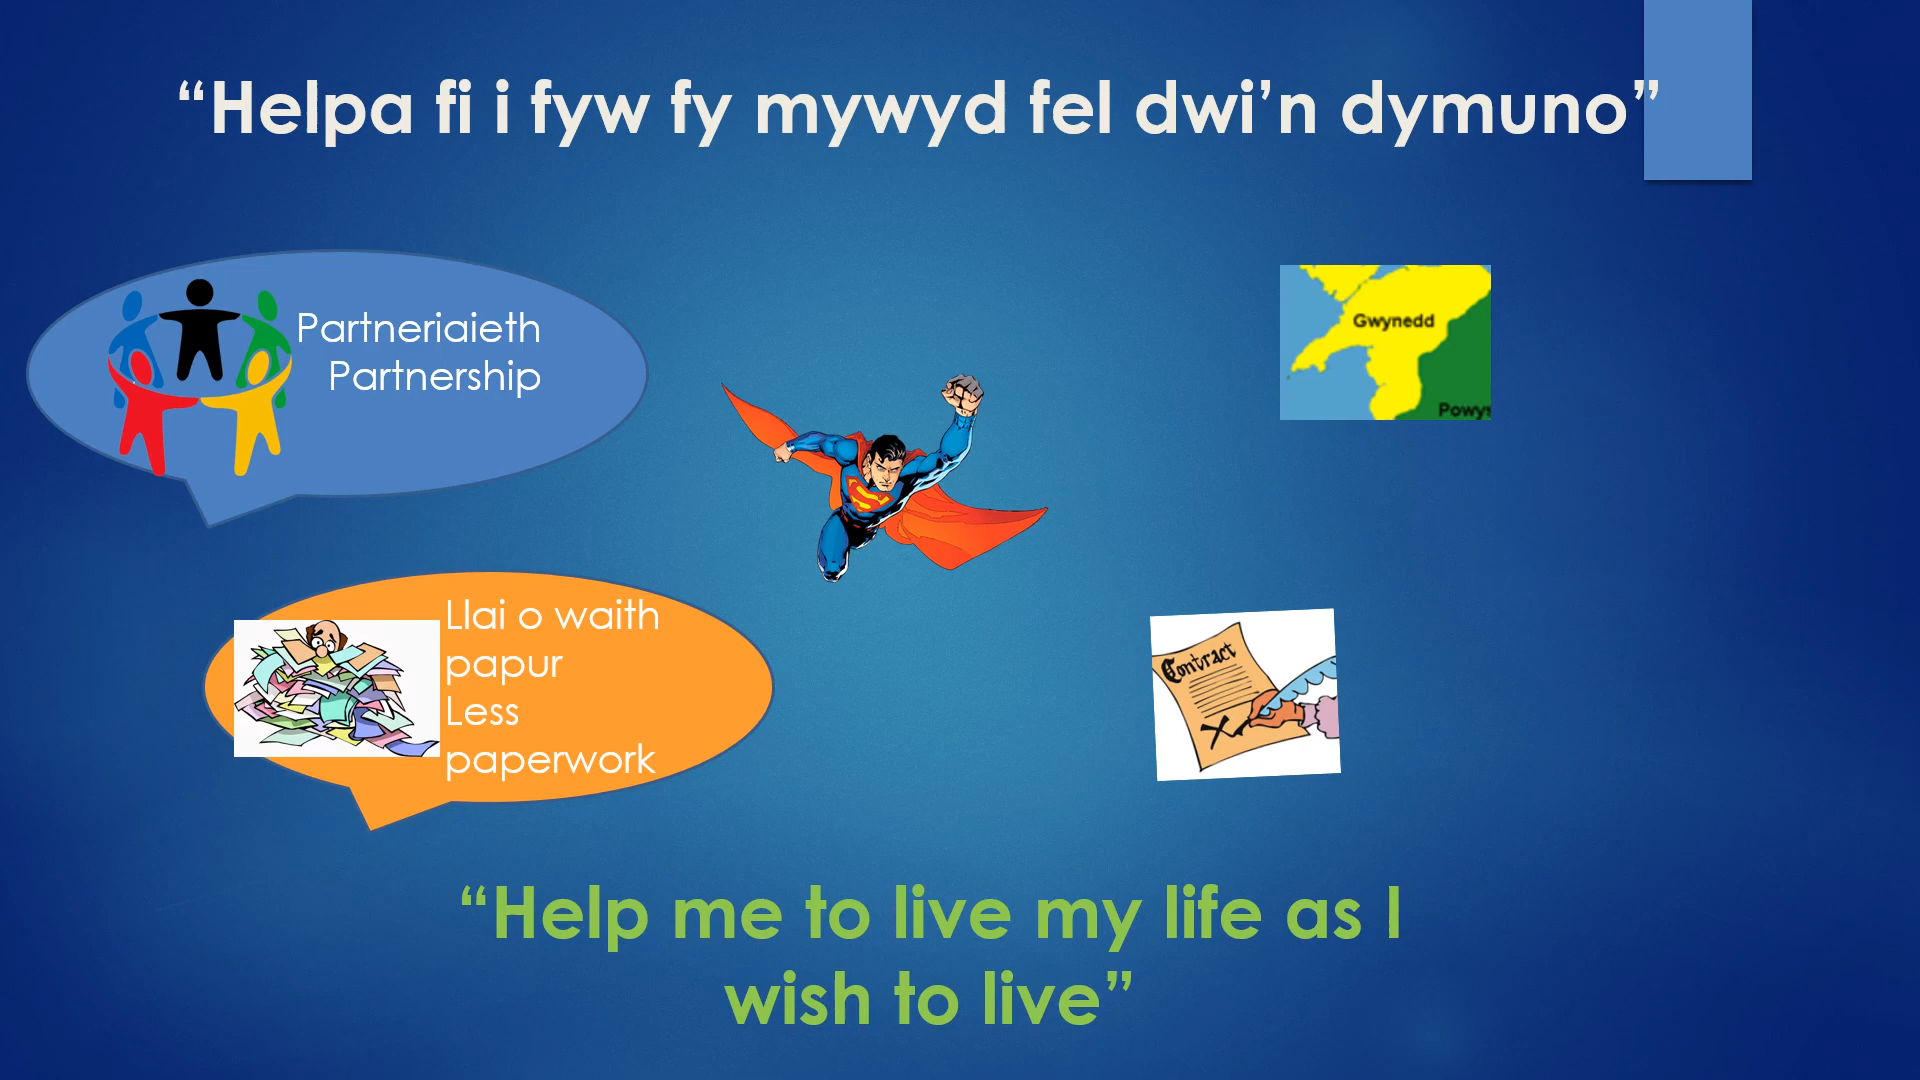 “Helpa fi i fyw fy mywyd fel dwi’n dymuno”
Partneriaieth
Partnership
Gwynedd
Powys
Llai o waith
papur
Less
paperwork
Contract
“Help me to live my life as I
wish to live”